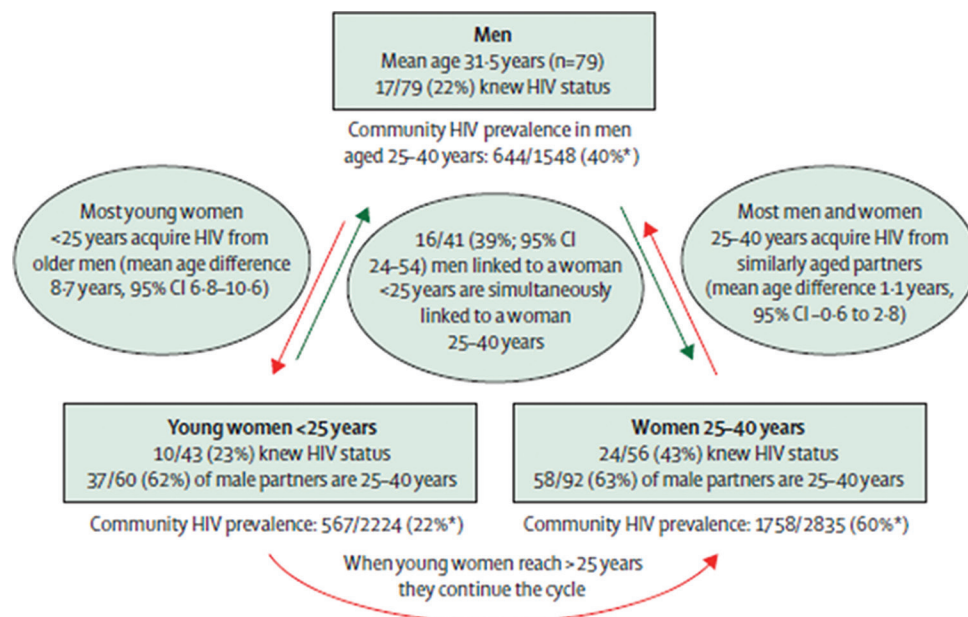 Men
Mean age 31·5 years (n=79)
17/79 (22%) knew HIV status
Community HIV prevalence in men
aged 25–40 years: 644/1548 (40%*)
Most young women
<25 years acquire HIV from
older men (mean age difference
8·7 years, 95% CI 6·8–10·6)
16/41 (39%; 95% CI
24–54) men linked to a woman
<25 years are simultaneously
linked to a woman
25–40 years
Most men and women
25–40 years acquire HIV from
similarly aged partners
(mean age difference 1·1 years,
95% CI –0·6 to 2·8)
Young women <25 years
10/43 (23%) knew HIV status
37/60 (62%) of male partners are 25–40 years
Community HIV prevalence: 567/2224 (22%*)
Women 25–40 years
24/56 (43%) knew HIV status
58/92 (63%) of male partners are 25–40 years
Community HIV prevalence: 1758/2835 (60%*)
When young women reach >25 years
they continue the cycle